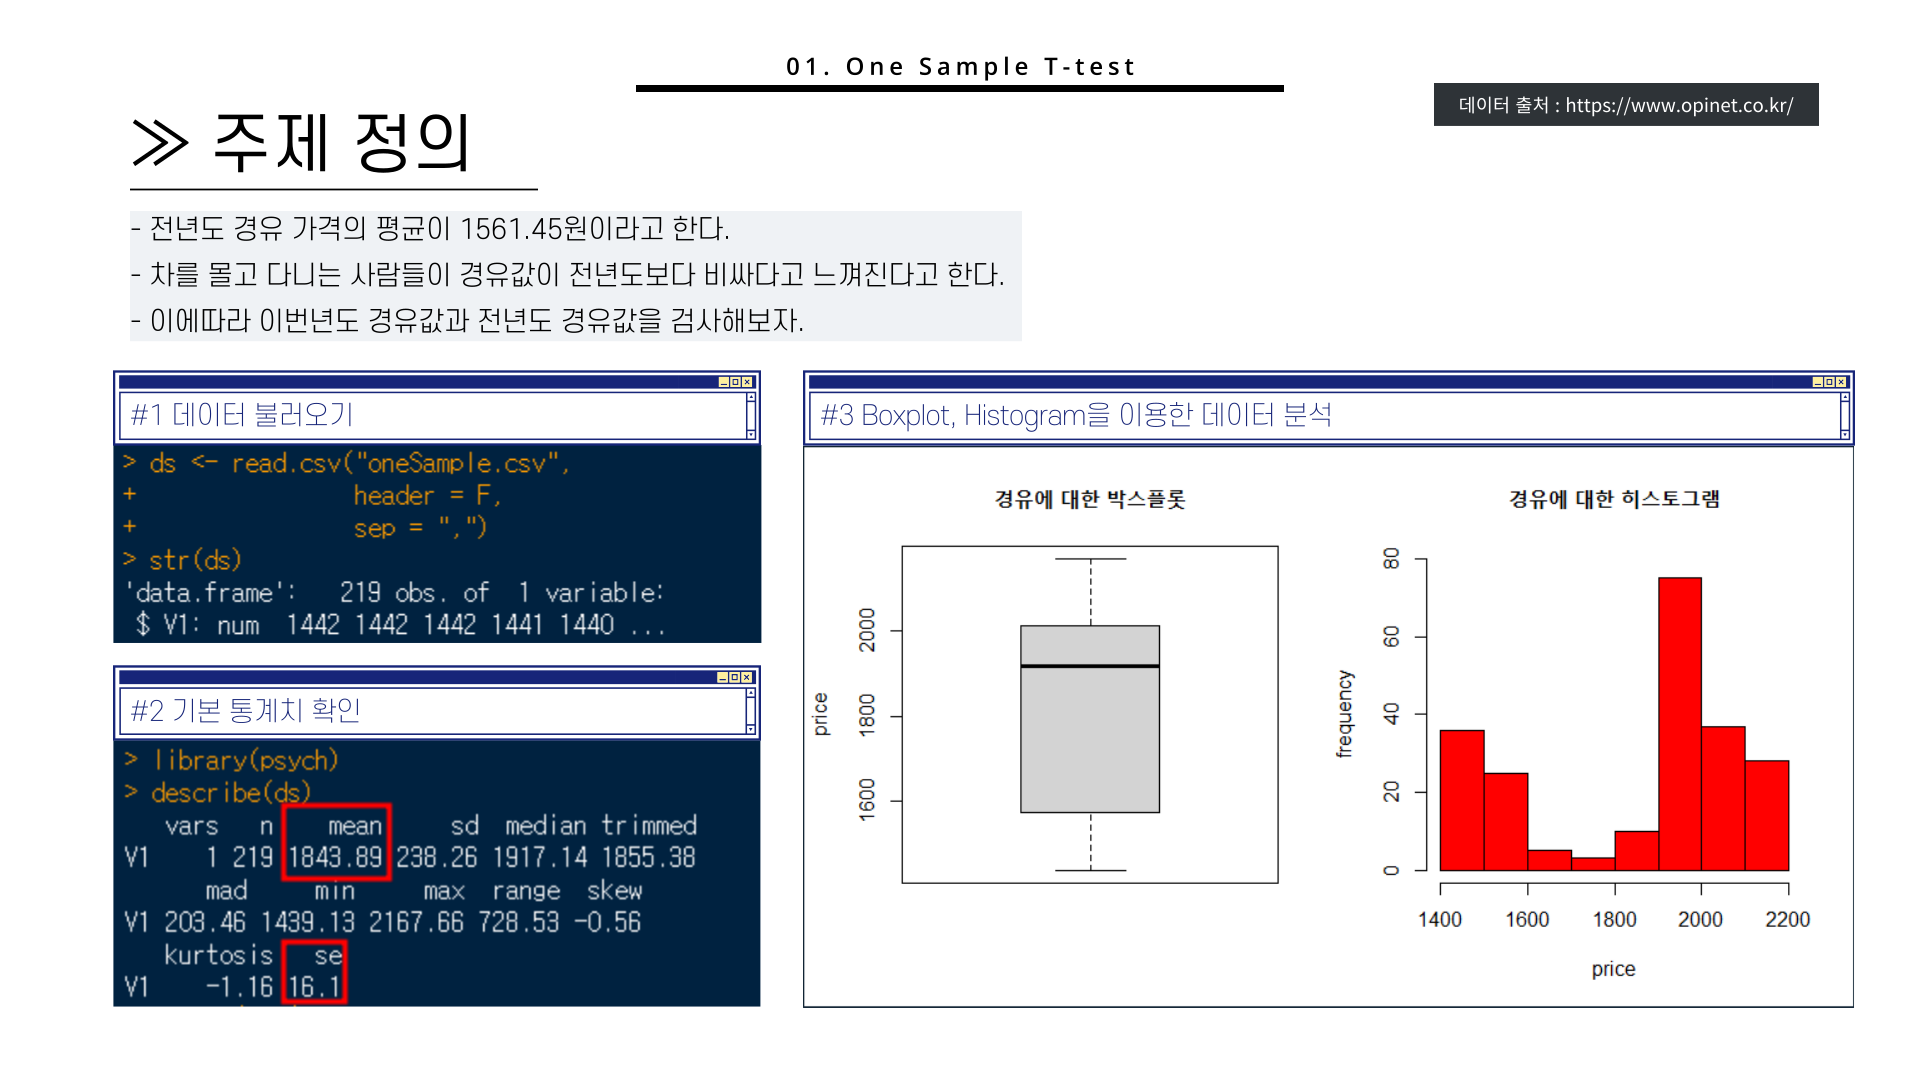 01. One Sample T-test
데이터 출처 : https://www.opinet.co.kr/
≫ 주제 정의
- 전년도 경유 가격의 평균이 1561.45원이라고 한다.
- 차를 몰고 다니는 사람들이 경유값이 전년도보다 비싸다고 느껴진다고 한다.
- 이에따라 이번년도 경유값과 전년도 경유값을 검사해보자.
#1 데이터 불러오기
> ds <- read.csv("oneSample.csv",
+ header = F,
+ sep = ",")
> str(ds)
'data.frame': 219 obs. of 1 variable:
$ V1: num 1442 1442 1442 1441 1440 ...
#2 기본 통계치 확인
> library(psych)
> describe(ds)
vars n mean sd median trimmed
V1 1 219 1843.89 238.26 1917.14 1855.38
mad min max range skew
V1 203.46 1439.13 2167.66 728.53 -0.56
kurtosis se
V1 -1.16 16.1
#3 Boxplot, Histogram을 이용한 데이터 분석
경유에 대한 박스플롯
price
2000
1800
1600
경유에 대한 히스토그램
frequency
80
60
40
20
0
1400 1600 1800 2000 2200
price